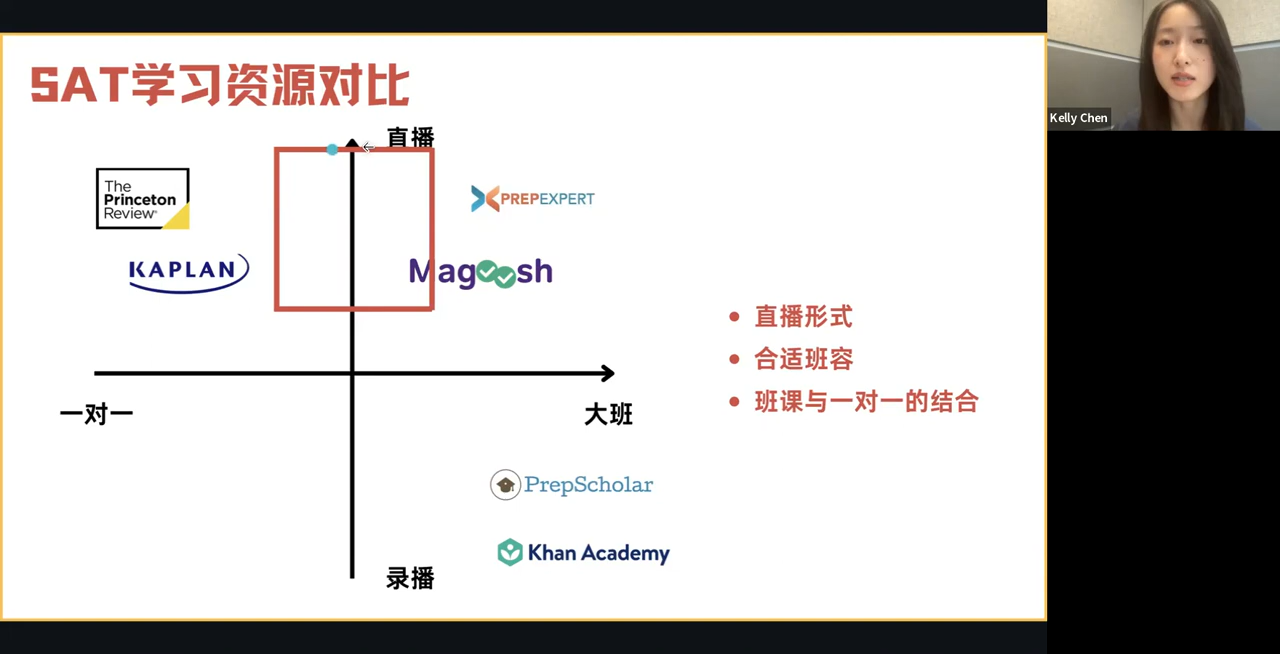 SAT学习资源对比
直播
The
Princeton
Review®
PREPEXPERT
KAPLAN
Magoosh
直播形式
合适班容
班课与一对一的结合
一对一
大班
PrepScholar
Khan Academy
录播
Kelly Chen